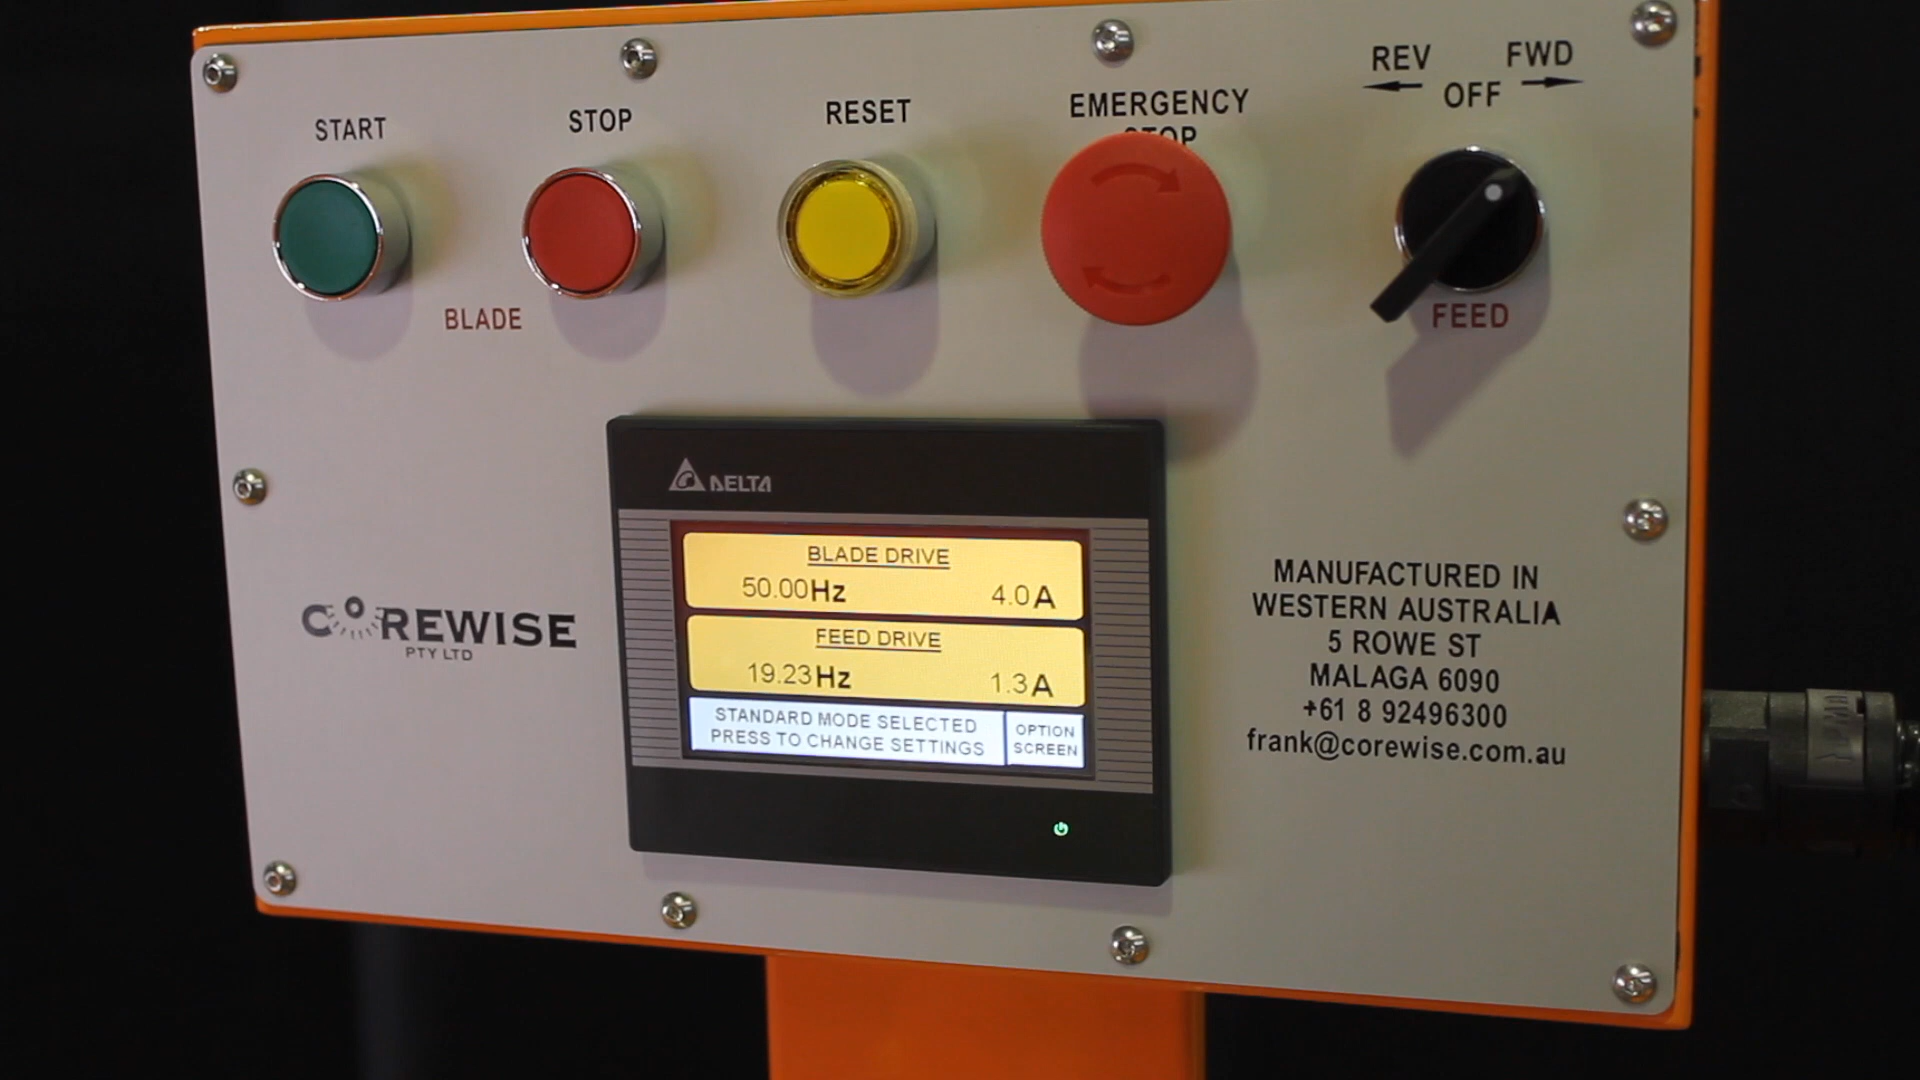 START
STOP
RESET
EMERGENCY
STOP
REV
FWD
OFF
BLADE
FEED
DELTA
BLADE DRIVE
50.00Hz 4.0A
FEED DRIVE
19.23Hz 1.3A
STANDARD MODE SELECTED
PRESS TO CHANGE SETTINGS
OPTION
SCREEN
COREWISE
PTY LTD
MANUFACTURED IN
WESTERN AUSTRALIA
5 ROWE ST
MALAGA 6090
+61 8 92496300
frank@corewise.com.au